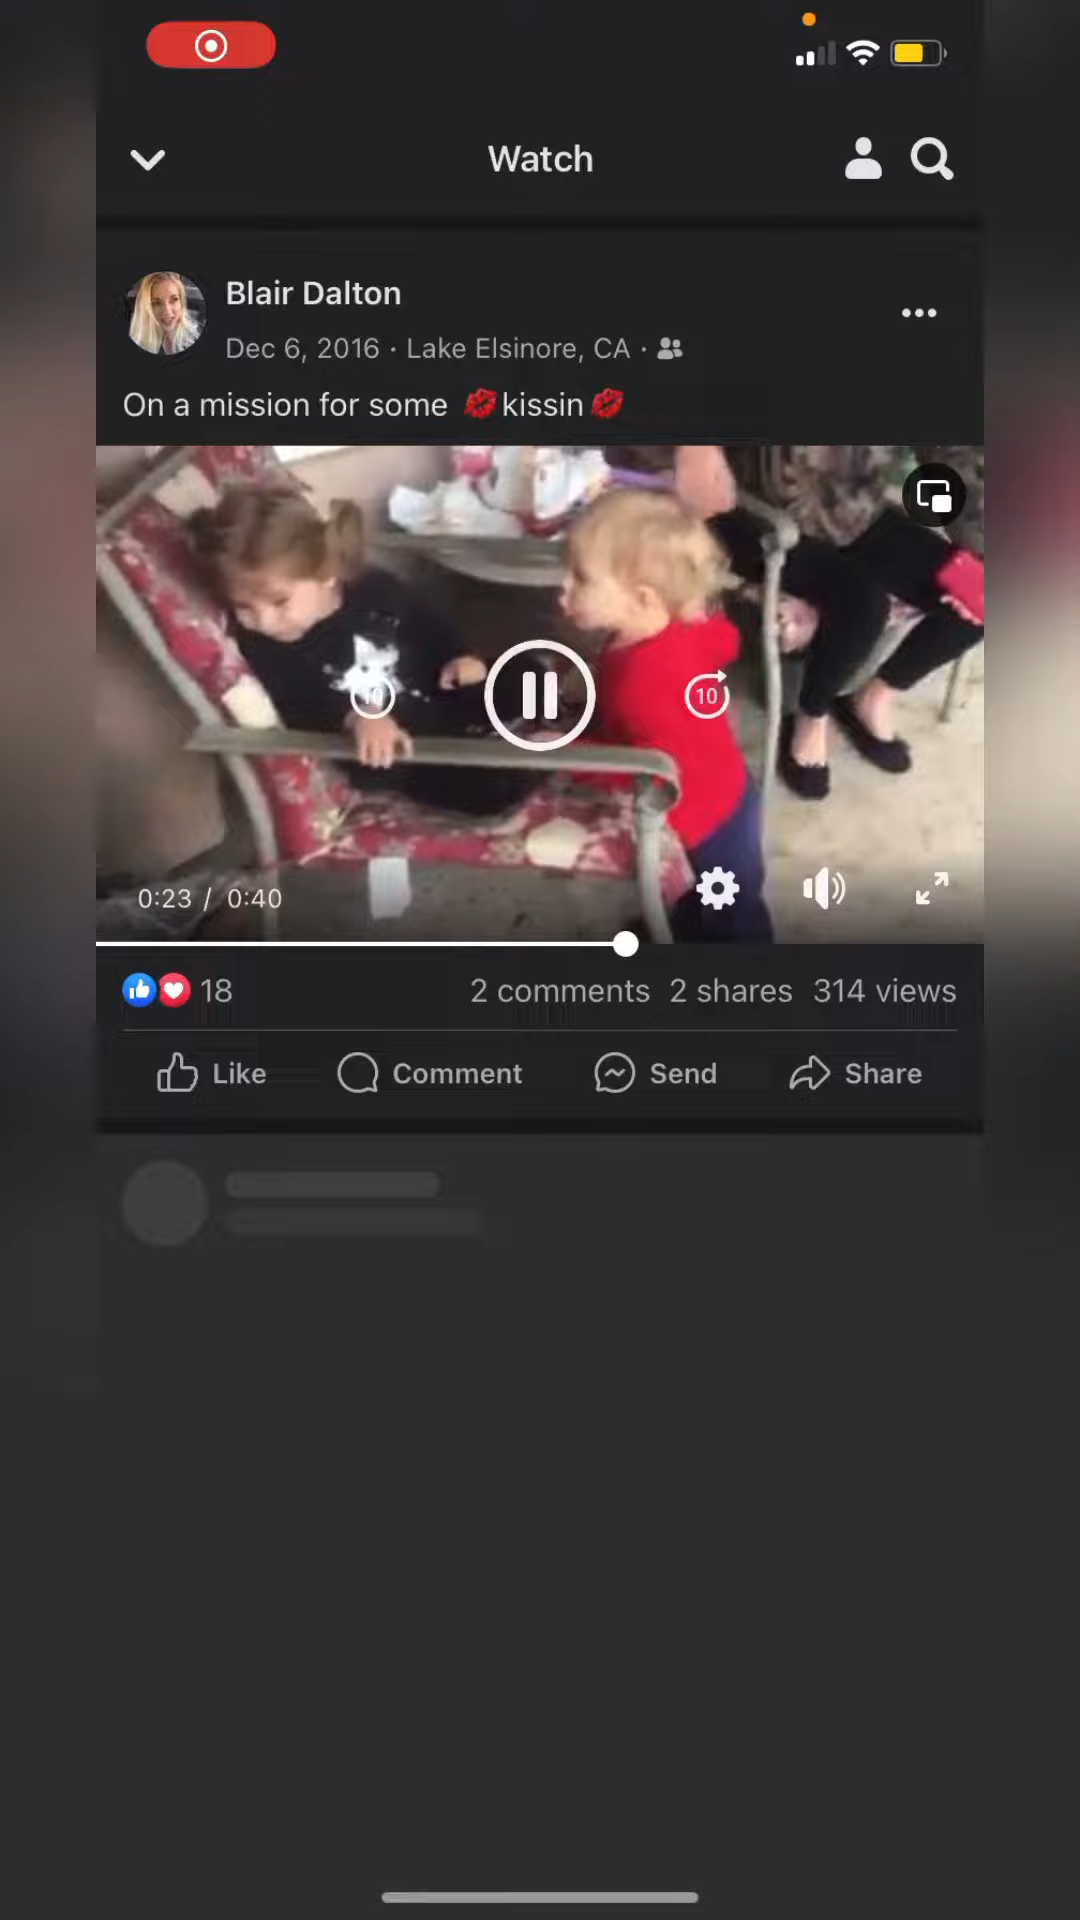 Watch
Blair Dalton
Dec 6, 2016 · Lake Elsinore, CA ·
On a mission for some 💋kissin💋
10
10
0:23 / 0:40
18 2 comments 2 shares 314 views
Like Comment Send Share